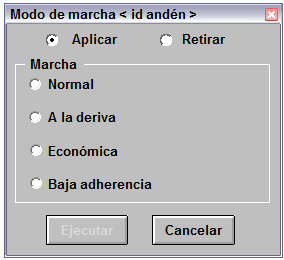 Modo de marcha < id andén >
Aplicar Retirar
Marcha
Normal
A la deriva
Económica
Baja adherencia
Ejecutar Cancelar